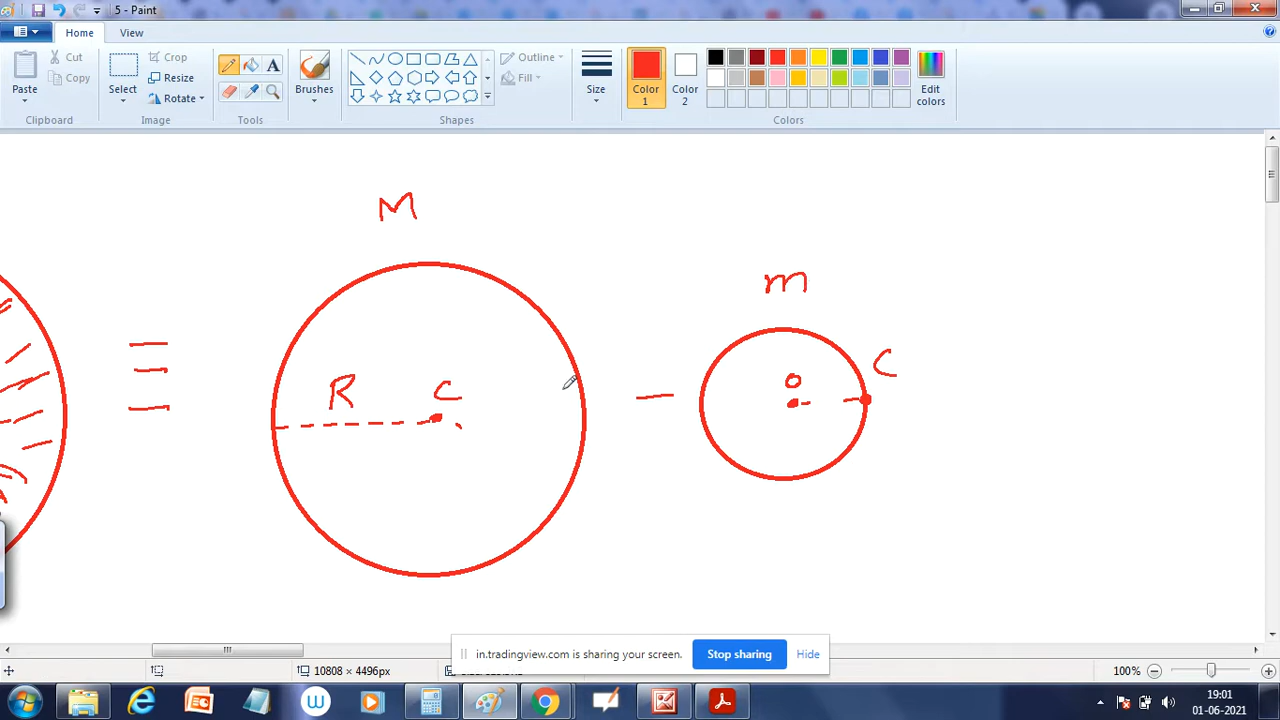 5 - Paint
Home View
Paste
Cut
Copy
Clipboard
Select
Crop
Resize
Rotate
Image
A
Tools
Brushes
Outline
Fill
Shapes
Size
Color 1
Color 2
Edit colors
Colors
M
m
R C
o
C
in.tradingview.com is sharing your screen. Stop sharing Hide
10808 × 4496px
100%
19:01
01-06-2021